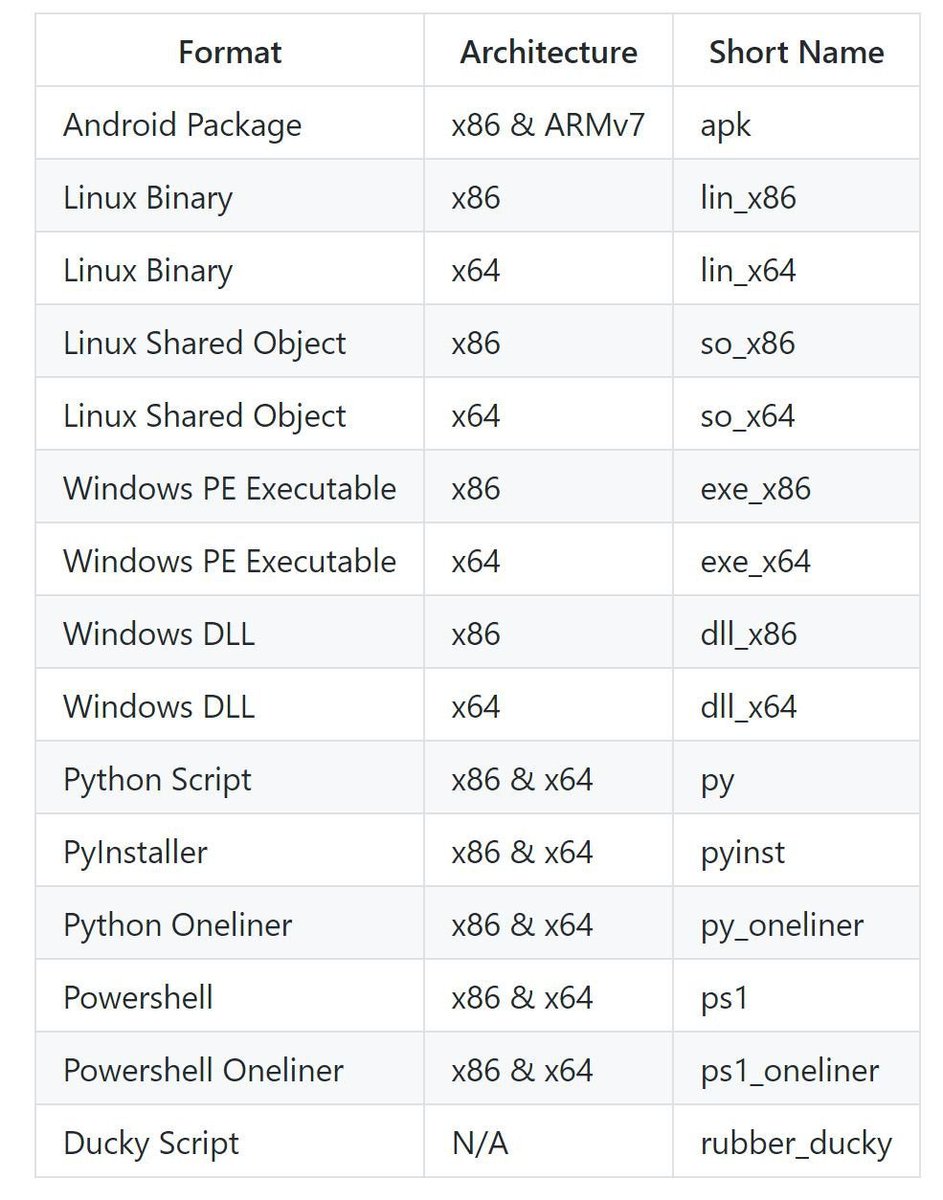 Format Architecture Short Name
Android Package x86 & ARMv7 apk
Linux Binary x86 lin_x86
Linux Binary x64 lin_x64
Linux Shared Object x86 so_x86
Linux Shared Object x64 so_x64
Windows PE Executable x86 exe_x86
Windows PE Executable x64 exe_x64
Windows DLL x86 dll_x86
Windows DLL x64 dll_x64
Python Script x86 & x64 py
PyInstaller x86 & x64 pyinst
Python Oneliner x86 & x64 py_oneliner
Powershell x86 & x64 ps1
Powershell Oneliner x86 & x64 ps1_oneliner
Ducky Script N/A rubber_ducky